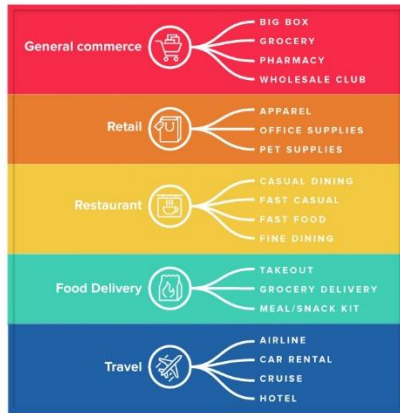 General commerce
BIG BOX
GROCERY
PHARMACY
WHOLESALE CLUB
Retail
APPAREL
OFFICE SUPPLIES
PET SUPPLIES
Restaurant
CASUAL DINING
FAST CASUAL
FAST FOOD
FINE DINING
Food Delivery
TAKEOUT
GROCERY DELIVERY
MEAL/SNACK KIT
Travel
AIRLINE
CAR RENTAL
CRUISE
HOTEL